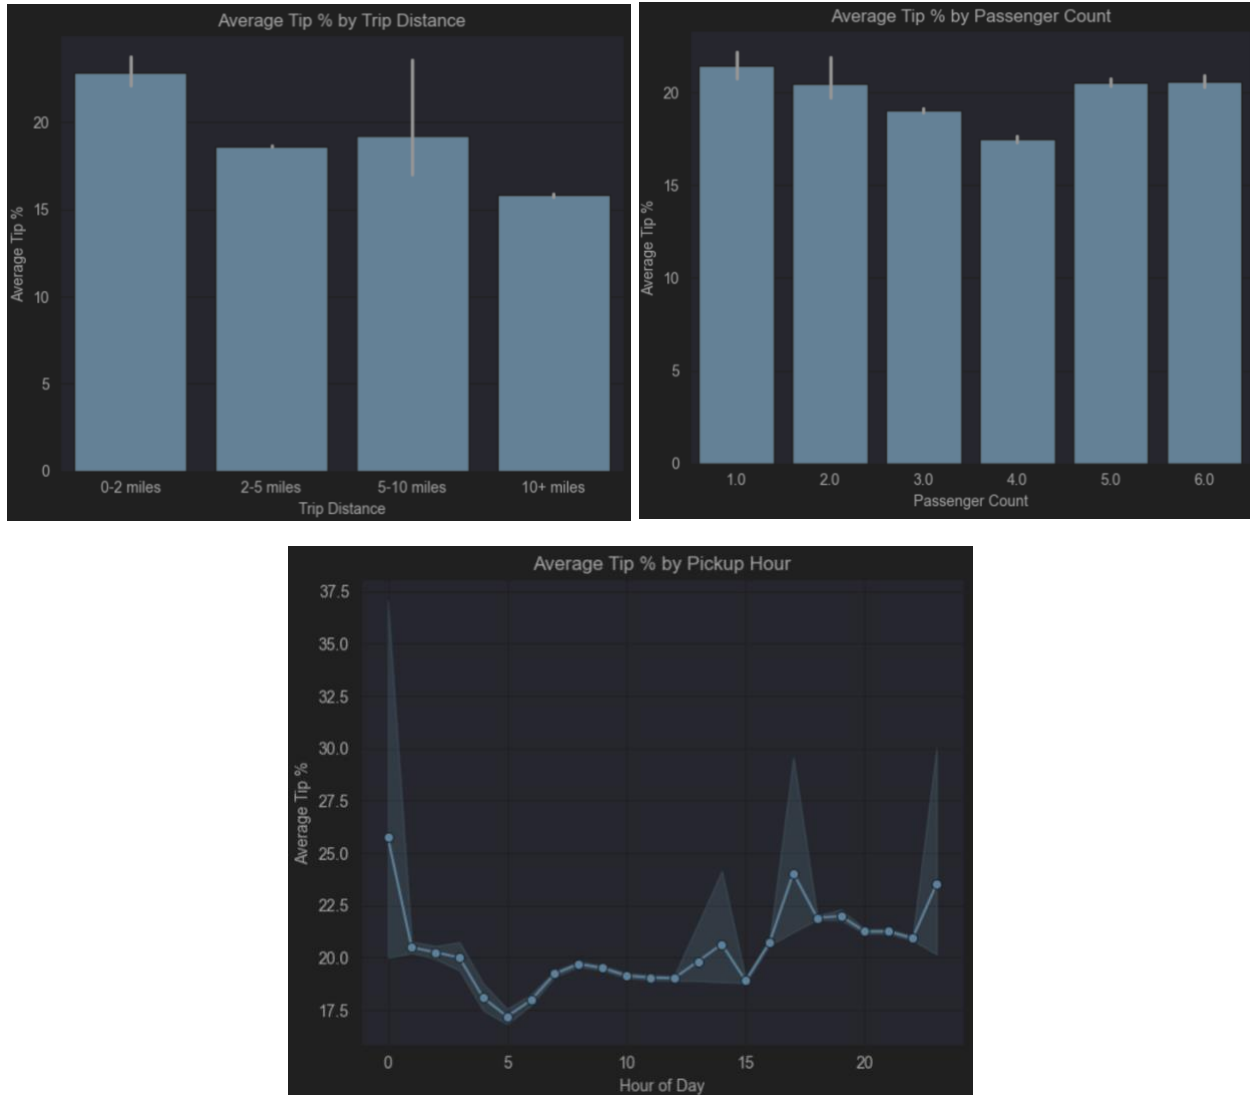 Average Tip % by Trip Distance
Average Tip %
20
15
10
5
0
0-2 miles 2-5 miles 5-10 miles 10+ miles
Trip Distance
Average Tip % by Passenger Count
Average Tip %
20
15
10
5
0
1.0 2.0 3.0 4.0 5.0 6.0
Passenger Count
Average Tip % by Pickup Hour
Average Tip %
37.5
35.0
32.5
30.0
27.5
25.0
22.5
20.0
17.5
0 5 10 15 20
Hour of Day